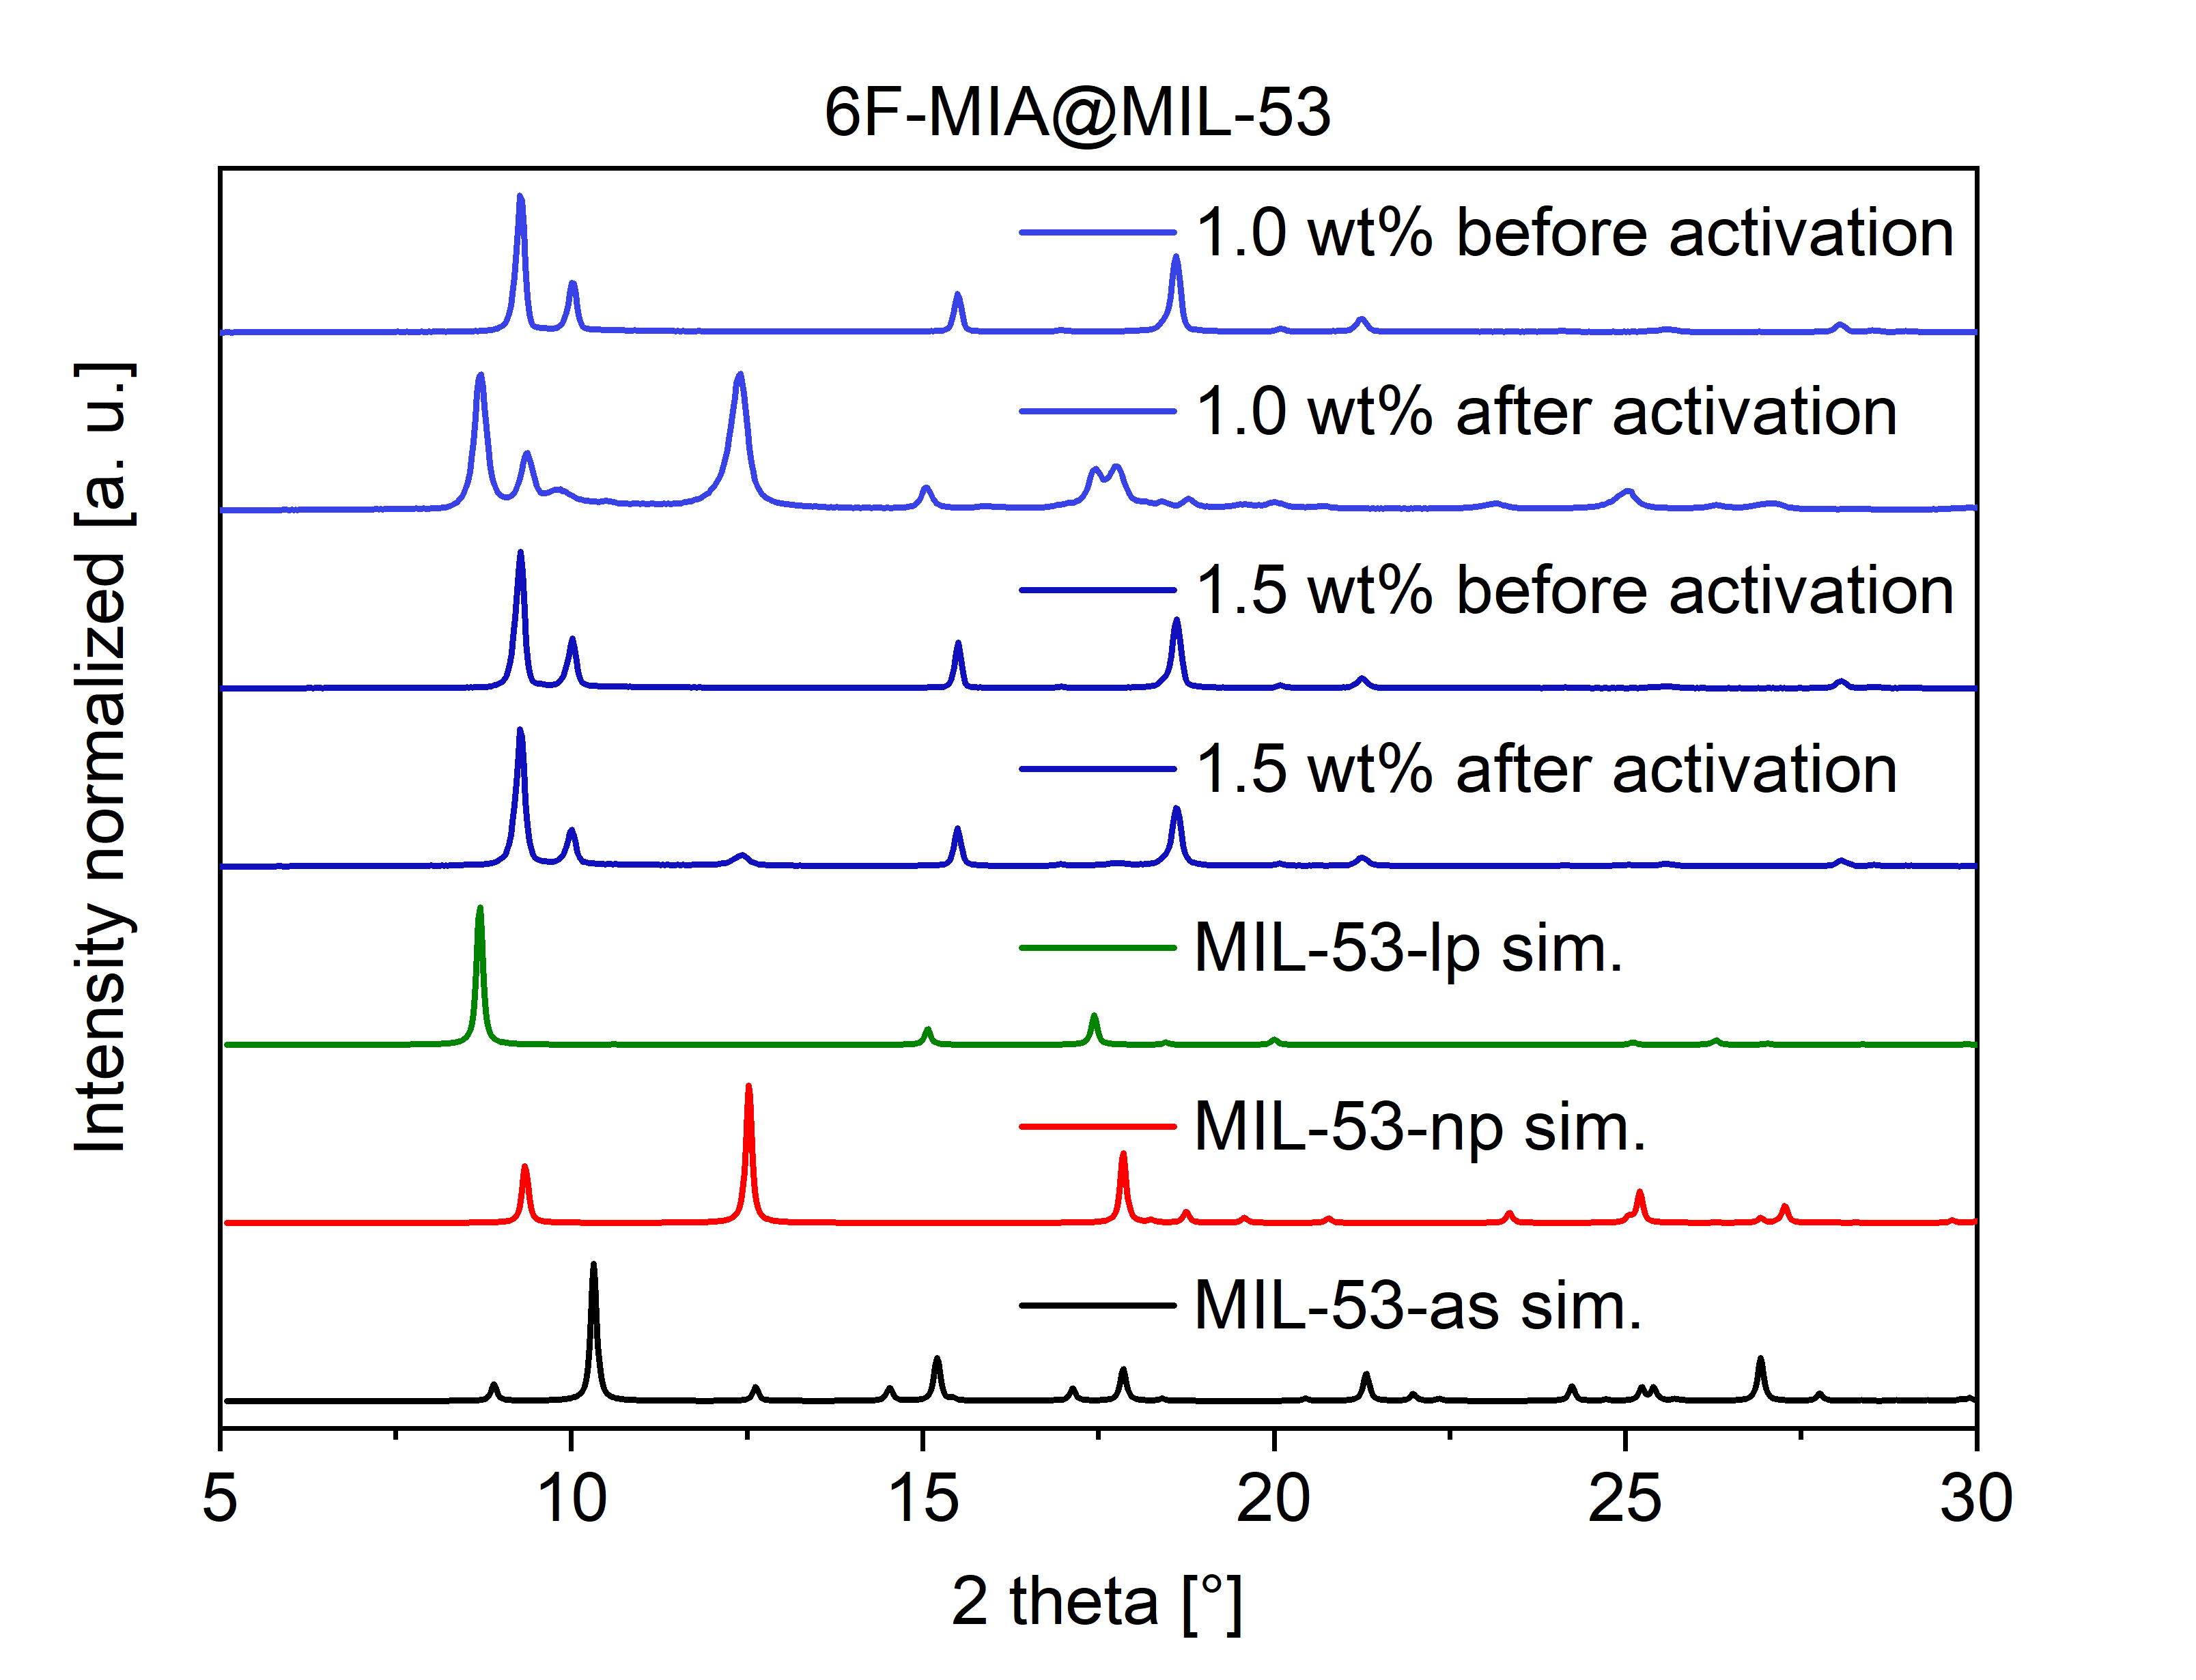 6F-MIA@MIL-53
1.0 wt% before activation
1.0 wt% after activation
1.5 wt% before activation
1.5 wt% after activation
MIL-53-lp sim.
MIL-53-np sim.
MIL-53-as sim.
Intensity normalized [a. u.]
5 10 15 20 25 30
2 theta [°]